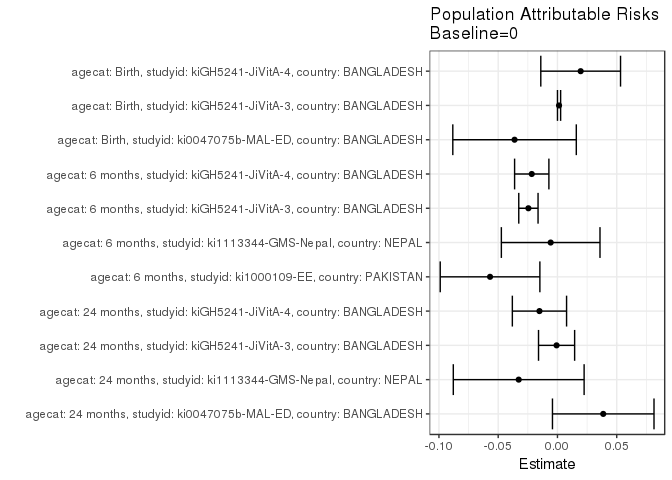 Population Attributable Risks
Baseline=0
agecat: Birth, studyid: kiGH5241-JiVitA-4, country: BANGLADESH
agecat: Birth, studyid: kiGH5241-JiVitA-3, country: BANGLADESH
agecat: Birth, studyid: ki0047075b-MAL-ED, country: BANGLADESH
agecat: 6 months, studyid: kiGH5241-JiVitA-4, country: BANGLADESH
agecat: 6 months, studyid: kiGH5241-JiVitA-3, country: BANGLADESH
agecat: 6 months, studyid: ki1113344-GMS-Nepal, country: NEPAL
agecat: 6 months, studyid: ki1000109-EE, country: PAKISTAN
agecat: 24 months, studyid: kiGH5241-JiVitA-4, country: BANGLADESH
agecat: 24 months, studyid: kiGH5241-JiVitA-3, country: BANGLADESH
agecat: 24 months, studyid: ki1113344-GMS-Nepal, country: NEPAL
agecat: 24 months, studyid: ki0047075b-MAL-ED, country: BANGLADESH
-0.10 -0.05 0.00 0.05
Estimate